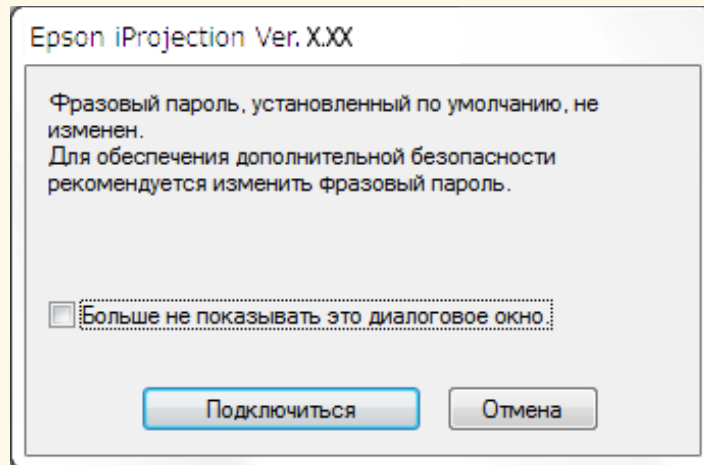 Epson iProjection Ver. X.XX
Фразовый пароль, установленный по умолчанию, не
изменен.
Для обеспечения дополнительной безопасности
рекомендуется изменить фразовый пароль.
Больше не показывать это диалоговое окно.
Подключиться
Отмена